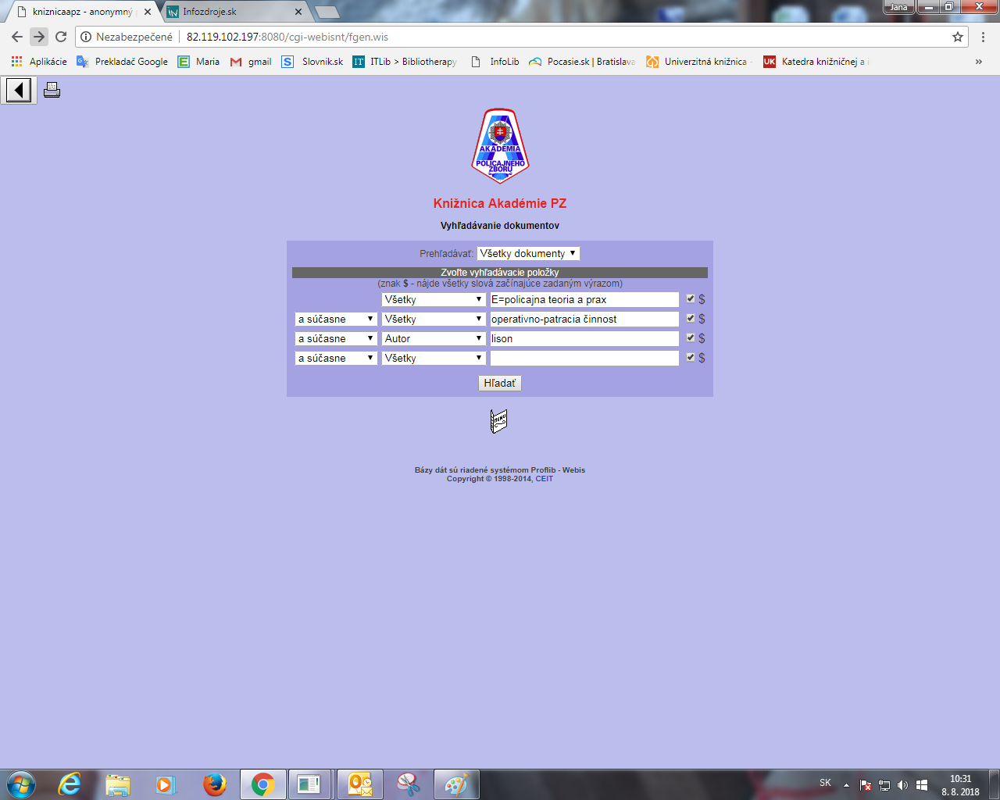 kniznicaapz - anonymný
Infozdroje.sk
Jana
Nezabezpečené
82.119.102.197:8080/cgi-webisnt/fgen.wis
Aplikácie
Prekladač Google
Maria
gmail
Slovnik.sk
ITLib > Bibliotherapy
InfoLib
Pocasie.sk | Bratislava
Univerzitná knižnica -
Katedra knižničnej a i
»
AKADÉMIA
POLICAJNÉHO
ZBORU
Knižnica Akadémie PZ
Vyhľadávanie dokumentov
Prehľadávať: Všetky dokumenty
Zvoľte vyhľadávacie položky
(znak $ - nájde všetky slová začínajúce zadaným výrazom)
Všetky E=policajna teoria a prax $
a súčasne Všetky operativno-patracia činnost $
a súčasne Autor lison $
a súčasne Všetky $
Hľadať
MENU
Bázy dát sú riadené systémom Proflib - Webis
Copyright © 1998-2014, CEIT
SK
10:31
8. 8. 2018